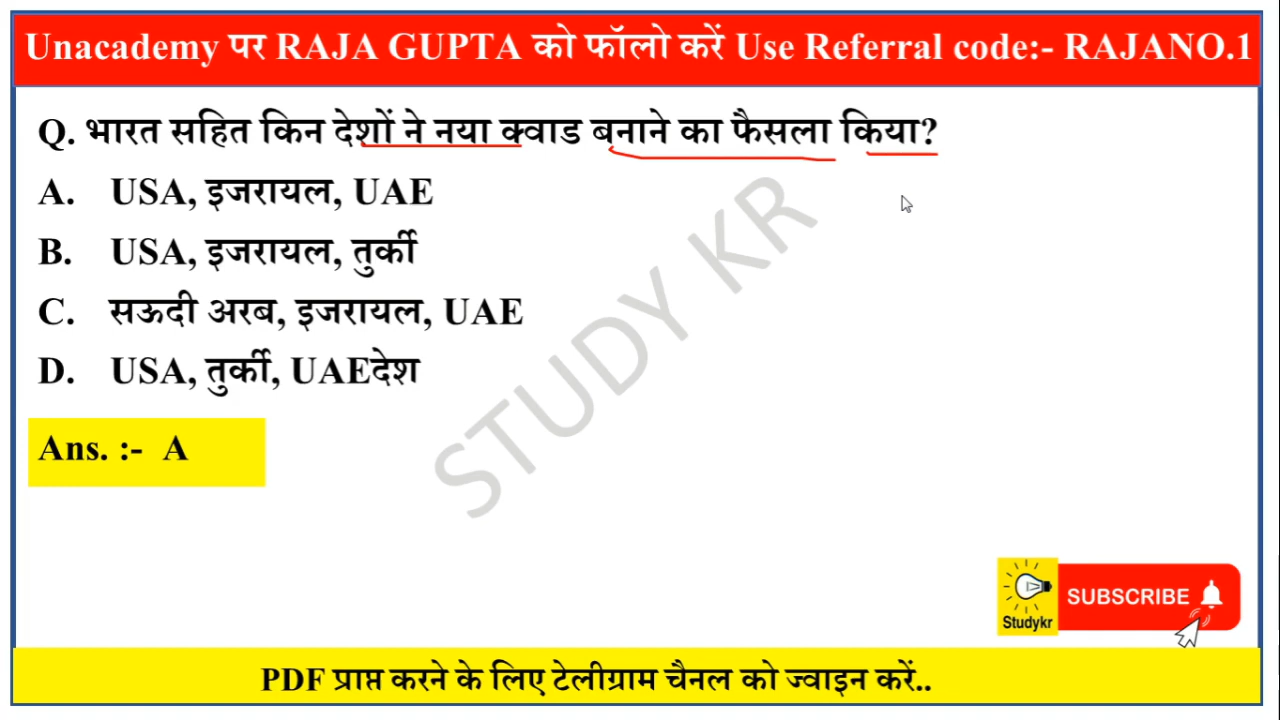 Unacademy पर RAJA GUPTA को फॉलो करें Use Referral code:- RAJANO.1
Q. भारत सहित किन देशों ने नया क्वाड बनाने का फैसला किया?
A. USA, इजरायल, UAE
B. USA, इजरायल, तुर्की
C. सऊदी अरब, इजरायल, UAE
D. USA, तुर्की, UAEदेश
Ans. :- A
STUDY KR
SUBSCRIBE
Studykr
PDF प्राप्त करने के लिए टेलीग्राम चैनल को ज्वाइन करें..